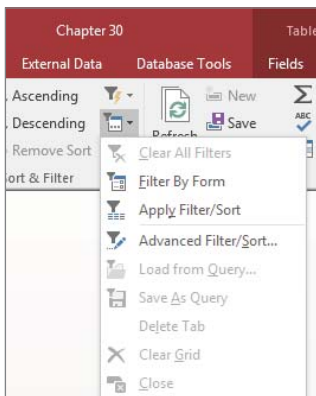 Chapter 30
Table
External Data Database Tools Fields
Ascending
New
Descending
Save
ABC
Remove Sort
Refresh
ort & Filter
Clear All Filters
Filter By Form
Apply Filter/Sort
Advanced Filter/Sort...
Load from Query...
Save As Query
Delete Tab
Clear Grid
Close